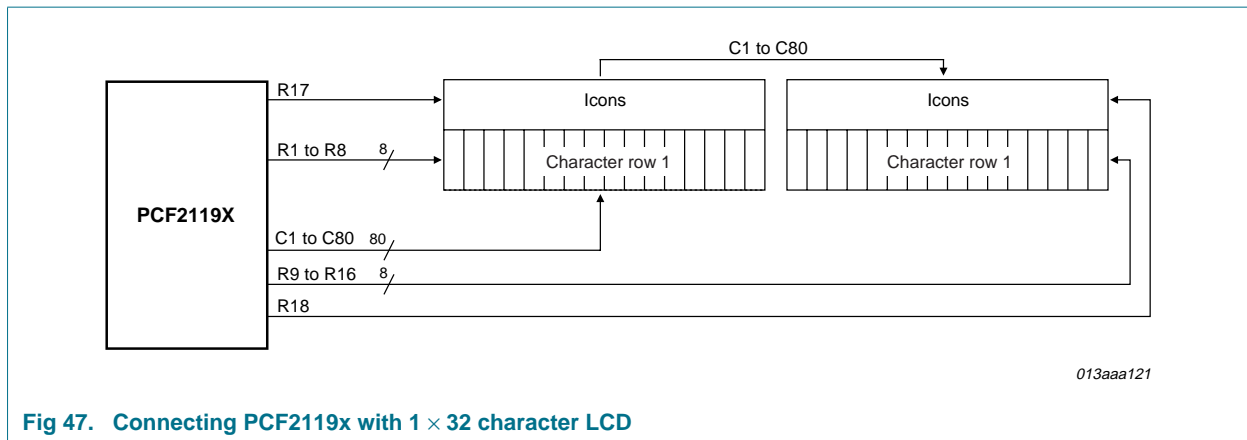 C1 to C80
R17
Icons
Icons
R1 to R8 8
Character row 1
Character row 1
PCF2119X
C1 to C80 80
R9 to R16 8
R18
013aaa121
Fig 47. Connecting PCF2119x with 1 × 32 character LCD